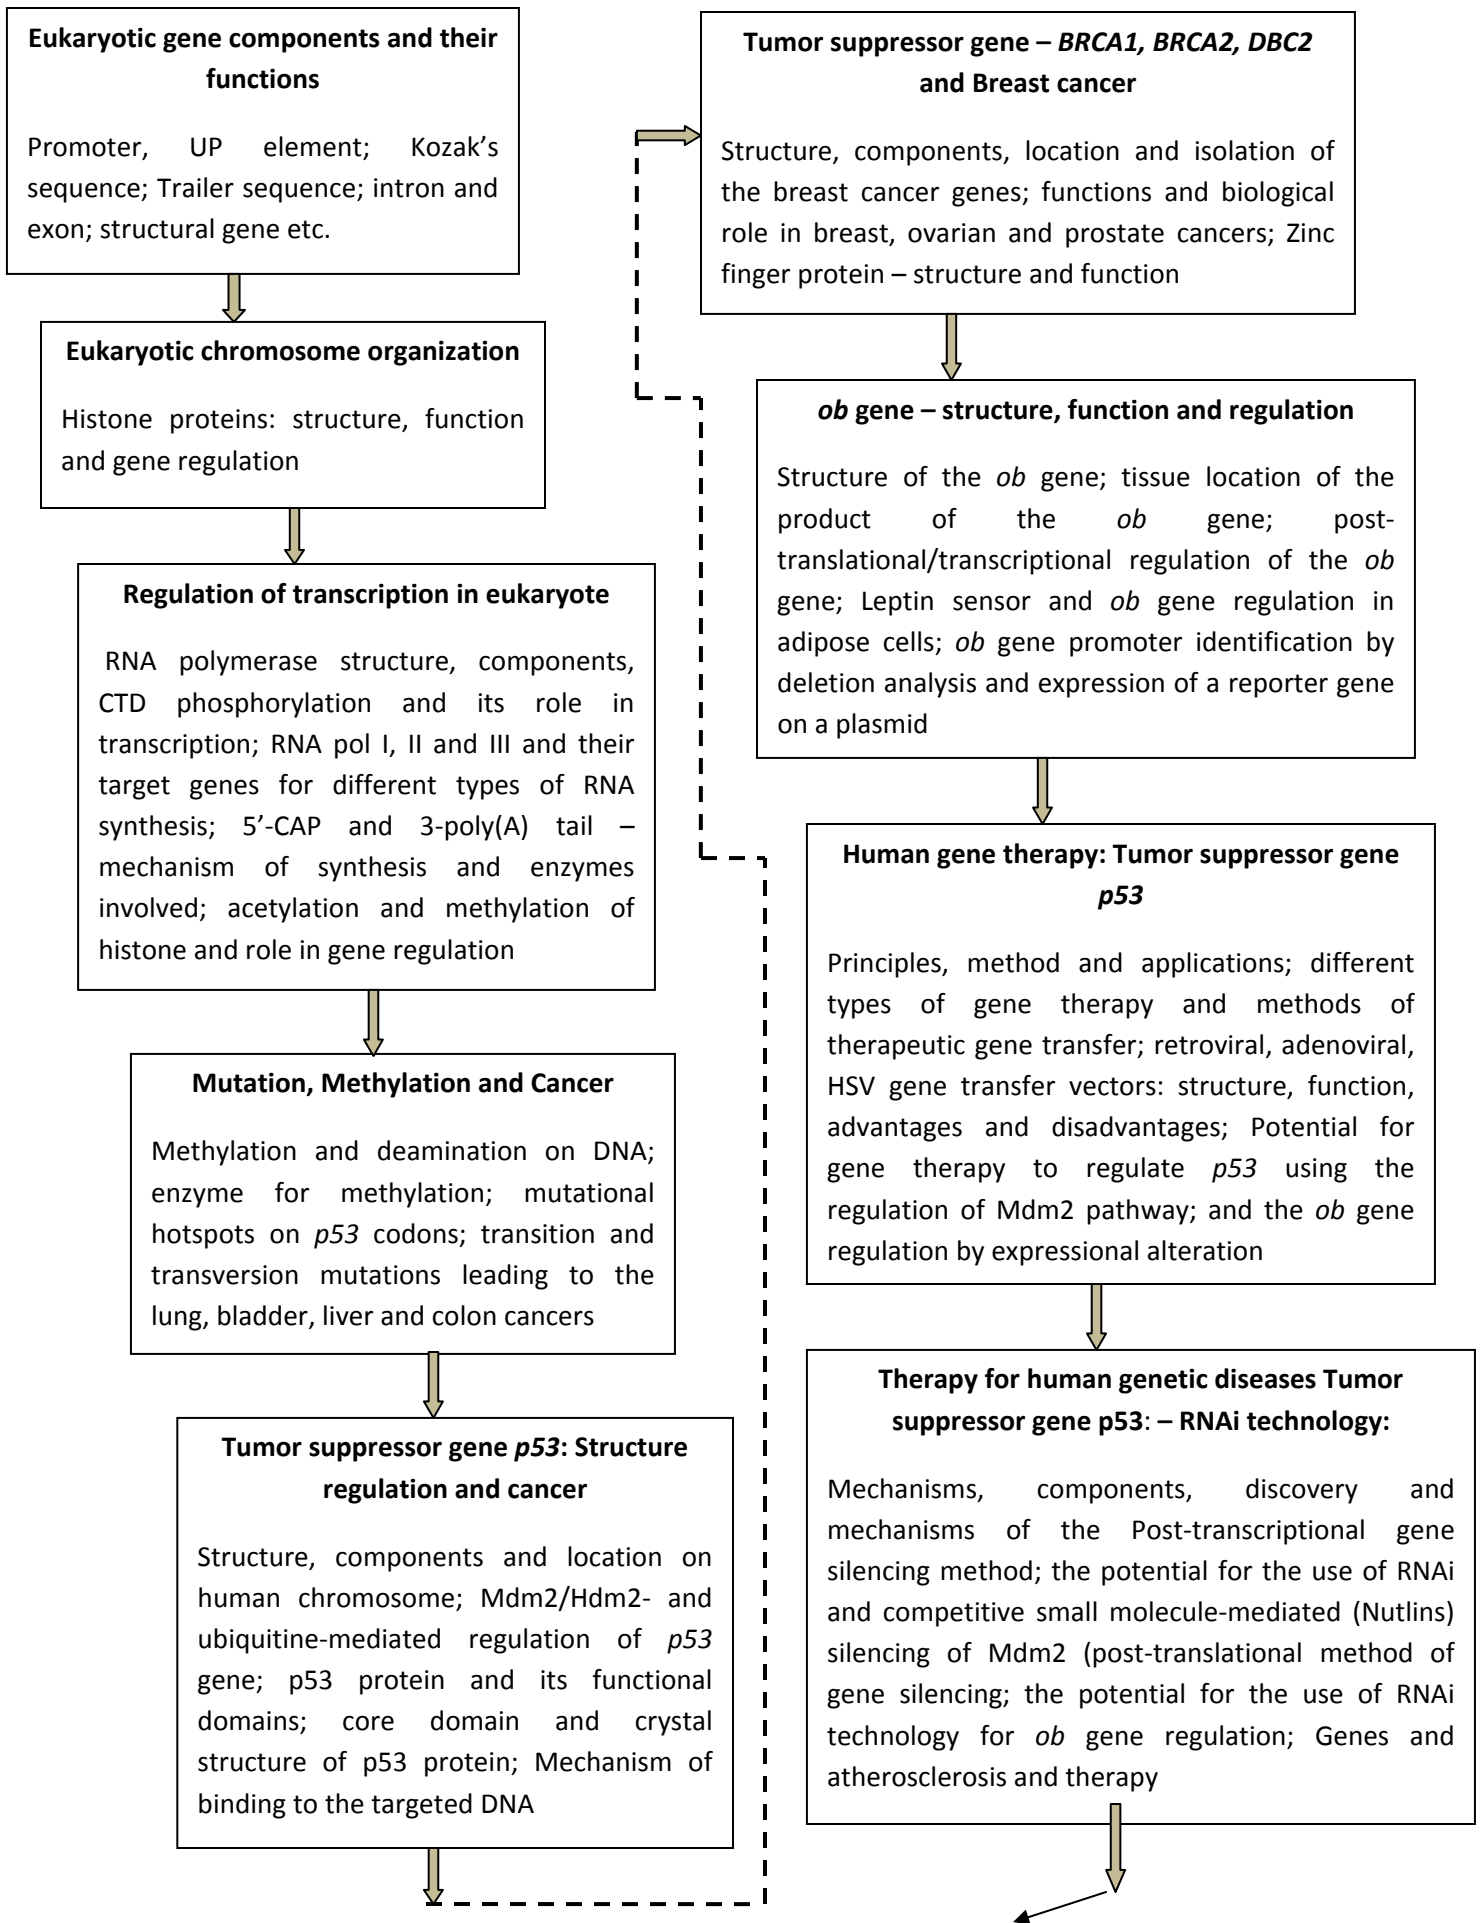 Eukaryotic gene components and their
functions
Promoter, UP element; Kozak’s
sequence; Trailer sequence; intron and
exon; structural gene etc.
Eukaryotic chromosome organization
Histone proteins: structure, function
and gene regulation
Regulation of transcription in eukaryote
RNA polymerase structure, components,
CTD phosphorylation and its role in
transcription; RNA pol I, II and III and their
target genes for different types of RNA
synthesis; 5’-CAP and 3-poly(A) tail –
mechanism of synthesis and enzymes
involved; acetylation and methylation of
histone and role in gene regulation
Mutation, Methylation and Cancer
Methylation and deamination on DNA;
enzyme for methylation; mutational
hotspots on p53 codons; transition and
transversion mutations leading to the
lung, bladder, liver and colon cancers
Tumor suppressor gene p53: Structure
regulation and cancer
Structure, components and location on
human chromosome; Mdm2/Hdm2- and
ubiquitine-mediated regulation of p53
gene; p53 protein and its functional
domains; core domain and crystal
structure of p53 protein; Mechanism of
binding to the targeted DNA
Tumor suppressor gene – BRCA1, BRCA2, DBC2
and Breast cancer
Structure, components, location and isolation of
the breast cancer genes; functions and biological
role in breast, ovarian and prostate cancers; Zinc
finger protein – structure and function
ob gene – structure, function and regulation
Structure of the ob gene; tissue location of the
product of the ob gene; post-
translational/transcriptional regulation of the ob
gene; Leptin sensor and ob gene regulation in
adipose cells; ob gene promoter identification by
deletion analysis and expression of a reporter gene
on a plasmid
Human gene therapy: Tumor suppressor gene
p53
Principles, method and applications; different
types of gene therapy and methods of
therapeutic gene transfer; retroviral, adenoviral,
HSV gene transfer vectors: structure, function,
advantages and disadvantages; Potential for
gene therapy to regulate p53 using the
regulation of Mdm2 pathway; and the ob gene
regulation by expressional alteration
Therapy for human genetic diseases Tumor
suppressor gene p53: – RNAi technology:
Mechanisms, components, discovery and
mechanisms of the Post-transcriptional gene
silencing method; the potential for the use of RNAi
and competitive small molecule-mediated (Nutlins)
silencing of Mdm2 (post-translational method of
gene silencing; the potential for the use of RNAi
technology for ob gene regulation; Genes and
atherosclerosis and therapy